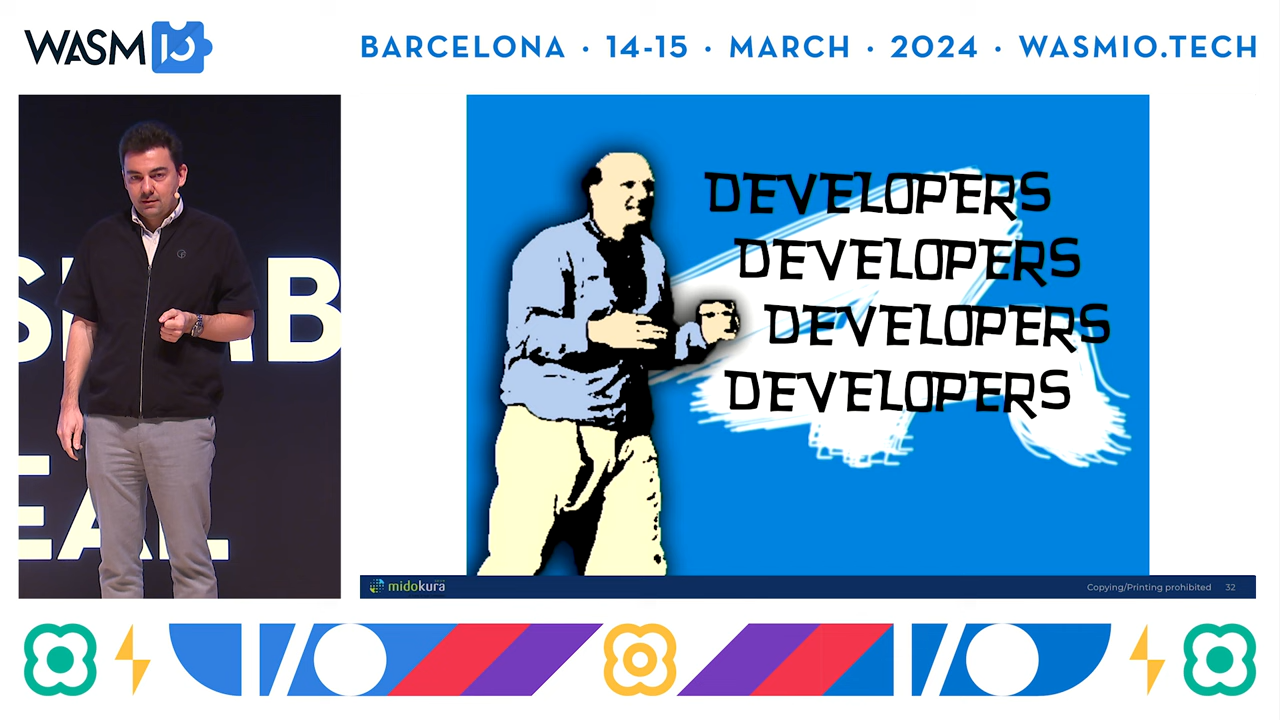 WASM IO
BARCELONA · 14-15 · MARCH · 2024 · WASMIO.TECH
DEVELOPERS
DEVELOPERS
DEVELOPERS
DEVELOPERS
midokura
Copying/Printing prohibited 32